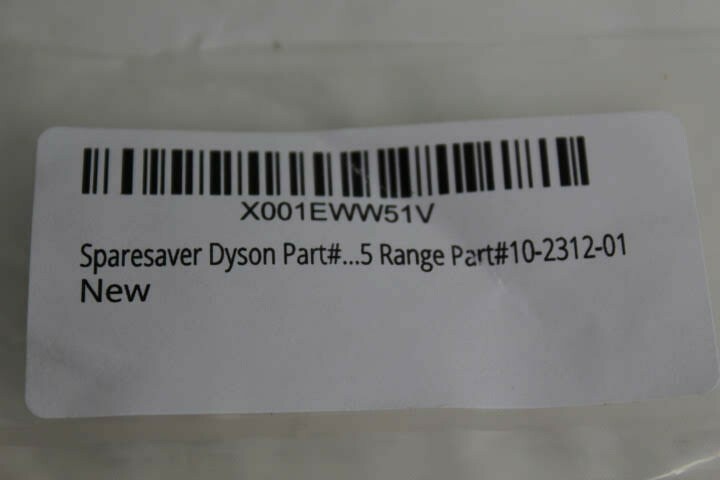 X001EWW51V
Sparesaver Dyson Part#...5 Range Part#10-2312-01
New